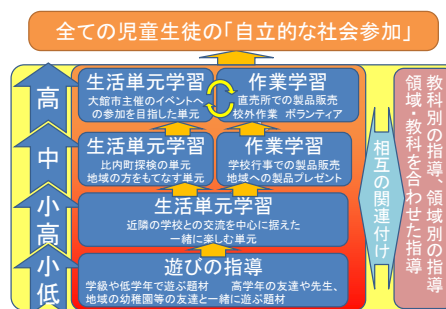 全ての児童生徒の「自立的な社会参加」
高
生活単元学習
大館市主催のイベントへ
の参加を目指した単元
作業学習
直売所での製品販売
校外作業 ボランティア
中
生活単元学習
比内町探検の単元
地域の方をもてなす単元
作業学習
学校行事での製品販売
地域への製品プレゼント
小高
生活単元学習
近隣の学校との交流を中心に据えた
一緒に楽しむ単元
小低
遊びの指導
学級や低学年で遊ぶ題材 高学年の友達や先生、
地域の幼稚園等の友達と一緒に遊ぶ題材
相互の関連付け
教科別の指導、領域別の指導
領域・教科を合わせた指導